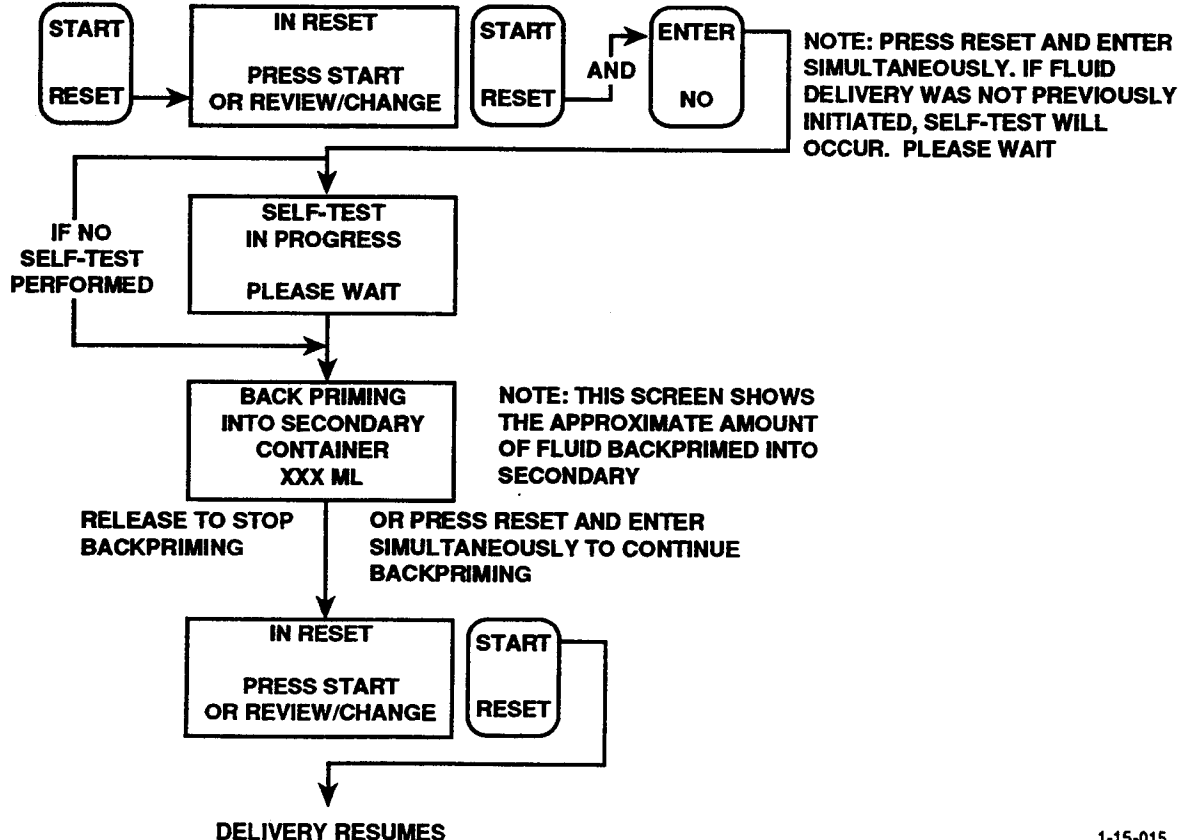 START
RESET
IN RESET
PRESS START
OR REVIEW/CHANGE
START
RESET
AND
ENTER
NO
NOTE: PRESS RESET AND ENTER
SIMULTANEOUSLY. IF FLUID
DELIVERY WAS NOT PREVIOUSLY
INITIATED, SELF-TEST WILL
OCCUR. PLEASE WAIT
IF NO
SELF-TEST
PERFORMED
SELF-TEST
IN PROGRESS
PLEASE WAIT
BACK PRIMING
INTO SECONDARY
CONTAINER
XXX ML
NOTE: THIS SCREEN SHOWS
THE APPROXIMATE AMOUNT
OF FLUID BACKPRIMED INTO
SECONDARY
RELEASE TO STOP
BACKPRIMING
OR PRESS RESET AND ENTER
SIMULTANEOUSLY TO CONTINUE
BACKPRIMING
IN RESET
PRESS START
OR REVIEW/CHANGE
START
RESET
DELIVERY RESUMES
1-15-015